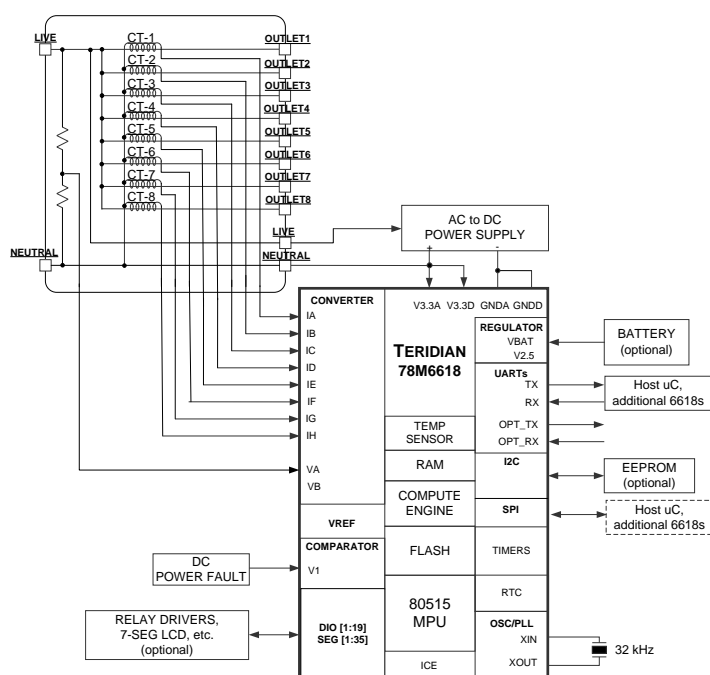 LIVE
CT-1
OUTLET1
CT-2
OUTLET2
CT-3
OUTLET3
CT-4
OUTLET4
CT-5
OUTLET5
CT-6
OUTLET6
CT-7
OUTLET7
CT-8
OUTLET8
LIVE
NEUTRAL
NEUTRAL
AC to DC
POWER SUPPLY
+
-
CONVERTER
IA
IB
IC
ID
IE
IF
IG
IH
VA
VB
VREF
COMPARATOR
V1
DIO [1:19]
SEG [1:35]
V3.3A V3.3D GNDA GNDD
TERIDIAN
78M6618
TEMP
SENSOR
RAM
COMPUTE
ENGINE
FLASH
80515
MPU
ICE
REGULATOR
VBAT
V2.5
UARTs
TX
RX
OPT_TX
OPT_RX
I2C
SPI
TIMERS
RTC
OSC/PLL
XIN
XOUT
BATTERY
(optional)
Host uC,
additional 6618s
EEPROM
(optional)
Host uC,
additional 6618s
32 kHz
DC
POWER FAULT
RELAY DRIVERS,
7-SEG LCD, etc.
(optional)